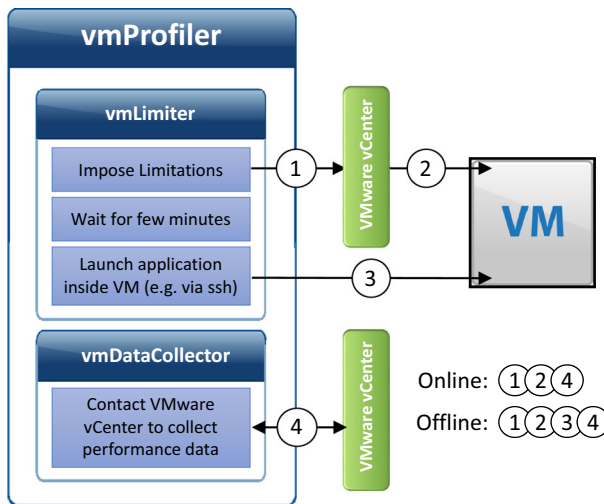 vmProfiler
vmLimiter
Impose Limitations
1
VMware vCenter
2
Wait for few minutes
VM
Launch application
inside VM (e.g. via ssh)
3
vmDataCollector
Contact VMware
vCenter to collect
performance data
4
VMware vCenter
Online: 1 2 4
Offline: 1 2 3 4